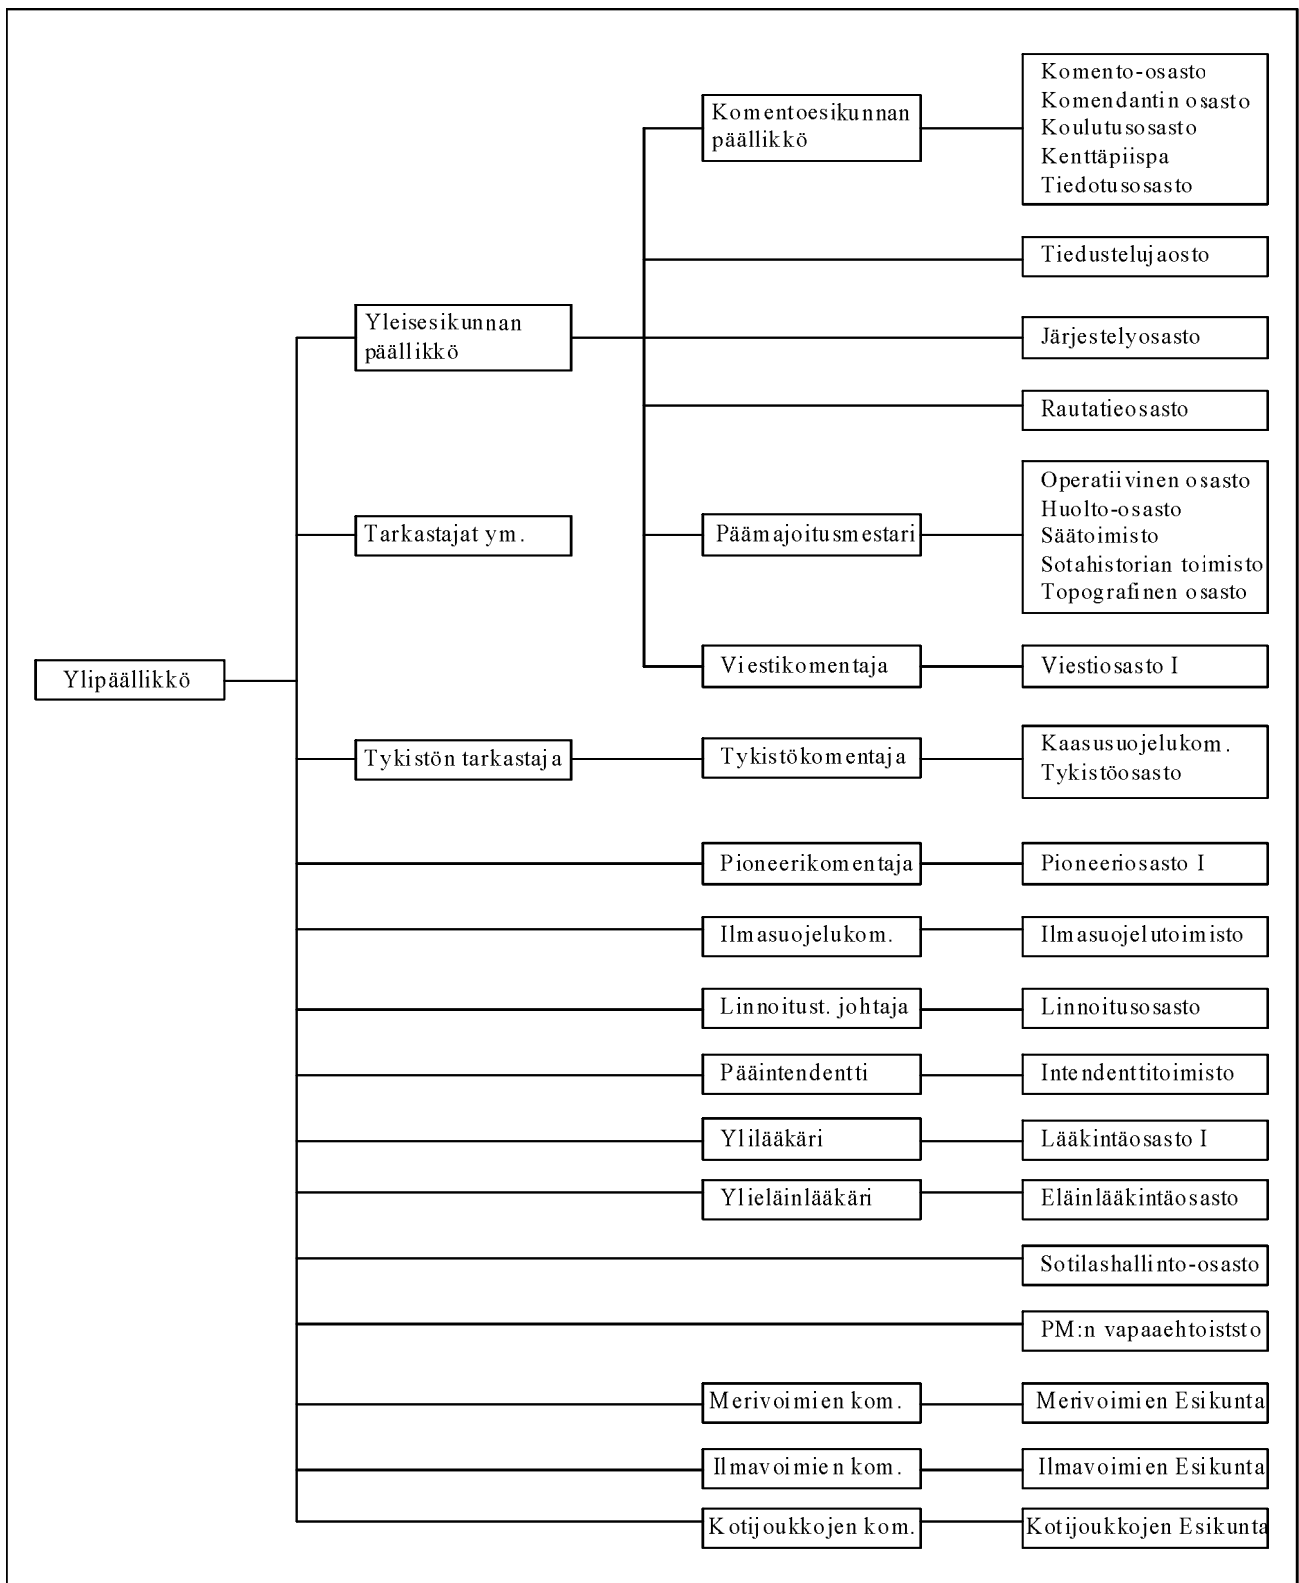 Komento-osasto
Komendantin osasto
Koulutusosasto
Kenttäpiispa
Tiedotusosasto
Komentoesikunnan
päällikkö
Tiedustelujaosto
Yleisesikunnan
päällikkö
Järjestelyosasto
Rautatieosasto
Operatiivinen osasto
Huolto-osasto
Säätoimisto
Sotahistorian toimisto
Topografinen osasto
Tarkastajat ym.
Päämajoitusmestari
Ylipäällikkö
Viestikomentaja
Viestiosasto I
Tykistön tarkastaja
Tykistökomentaja
Kaasusuojelukom.
Tykistöosasto
Pioneerikomentaja
Pioneeriosasto I
Ilmasuojelukom.
Ilmasuojelutoimisto
Linnoitust. johtaja
Linnoitusosasto
Pääintendentti
Intendenttitoimisto
Ylilääkäri
Lääkintäosasto I
Ylieläinlääkäri
Eläinlääkintäosasto
Sotilashallinto-osasto
PM:n vapaaehtoiststo
Merivoimien kom.
Merivoimien Esikunta
Ilmavoimien kom.
Ilmavoimien Esikunta
Kotijoukkojen kom.
Kotijoukkojen Esikunta